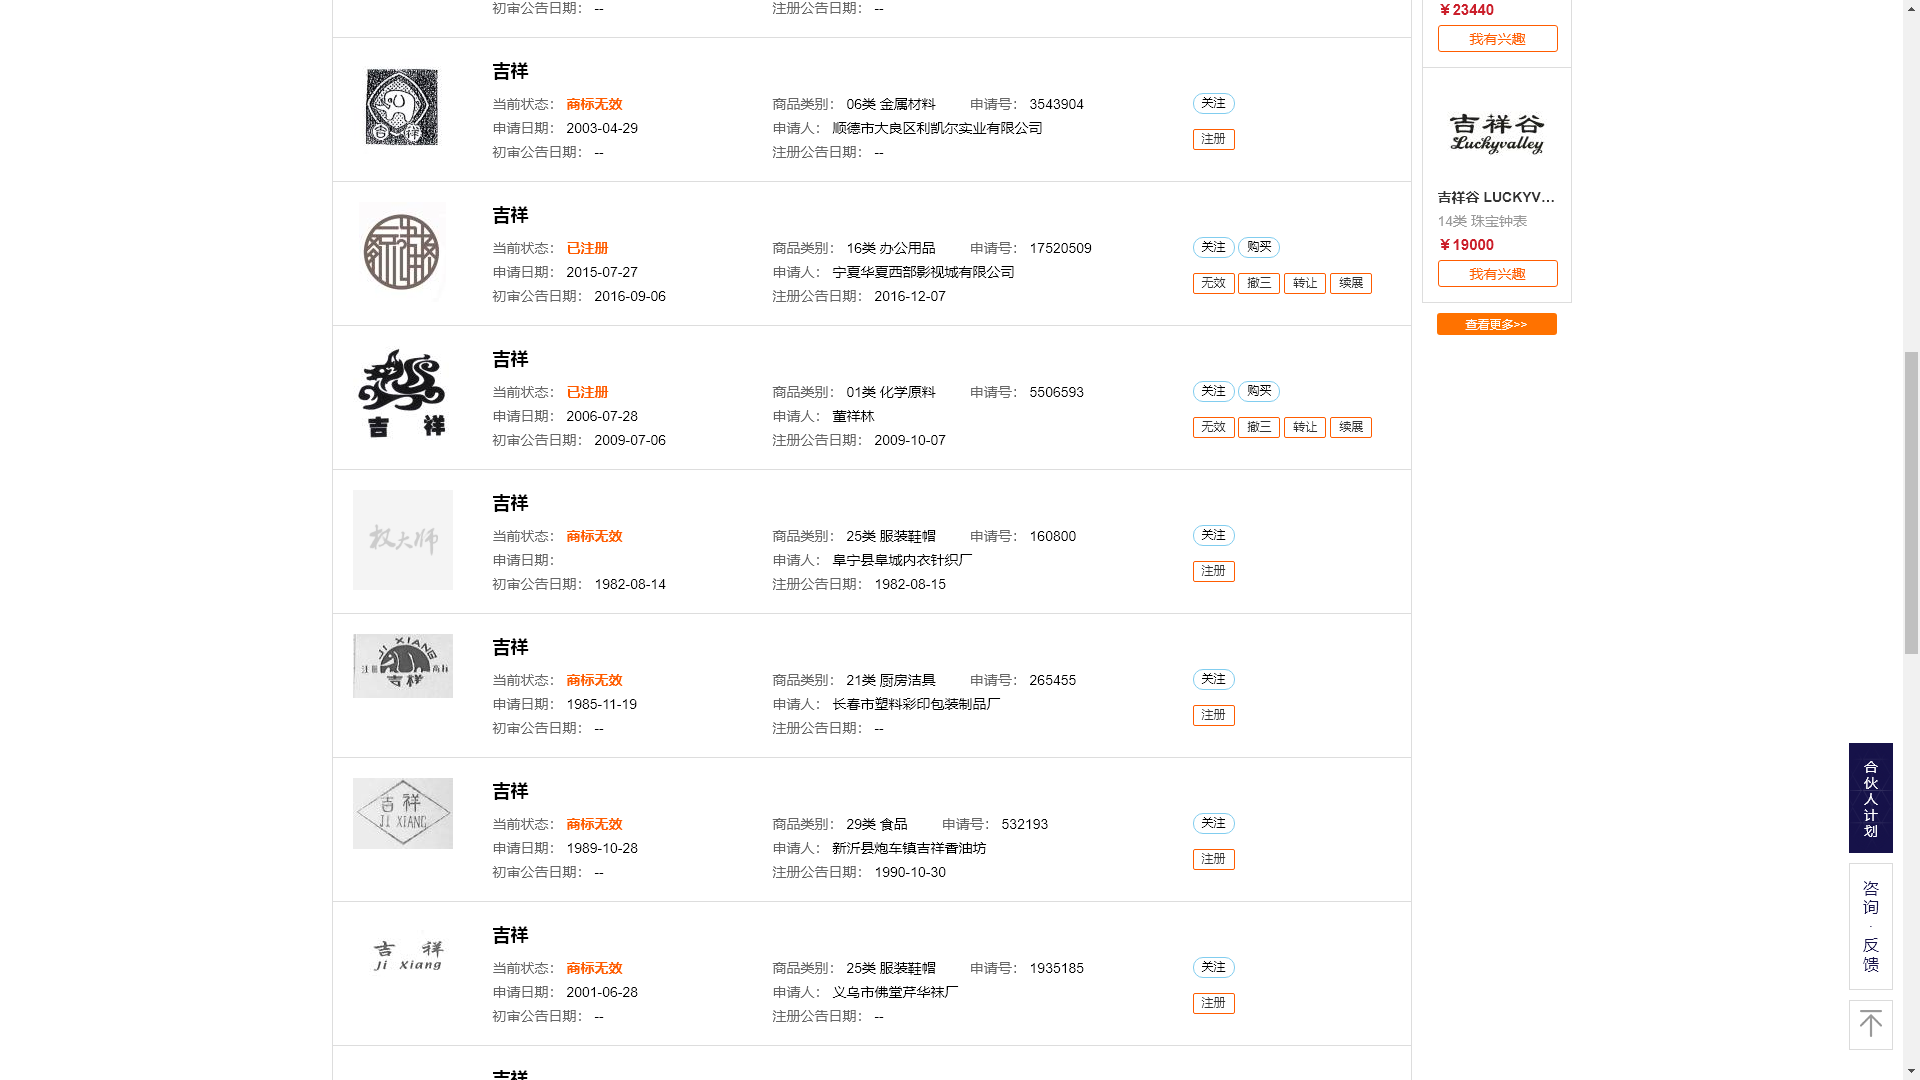 初审公告日期： --
注册公告日期： --
吉祥
吉 祥
当前状态： 商标无效
商品类别： 06类 金属材料
申请号： 3543904
申请日期： 2003-04-29
申请人： 顺德市大良区利凯尔实业有限公司
初审公告日期： --
注册公告日期： --
关注
注册
吉祥
当前状态： 已注册
商品类别： 16类 办公用品
申请号： 17520509
申请日期： 2015-07-27
申请人： 宁夏华夏西部影视城有限公司
初审公告日期： 2016-09-06
注册公告日期： 2016-12-07
关注 购买
无效 撤三 转让 续展
吉祥
吉 祥
当前状态： 已注册
商品类别： 01类 化学原料
申请号： 5506593
申请日期： 2006-07-28
申请人： 董祥林
初审公告日期： 2009-07-06
注册公告日期： 2009-10-07
关注 购买
无效 撤三 转让 续展
权大师
吉祥
当前状态： 商标无效
商品类别： 25类 服装鞋帽
申请号： 160800
申请日期：
申请人： 阜宁县阜城内衣针织厂
初审公告日期： 1982-08-14
注册公告日期： 1982-08-15
关注
注册
JI XIANG
注册 商标
吉祥
吉祥
当前状态： 商标无效
商品类别： 21类 厨房洁具
申请号： 265455
申请日期： 1985-11-19
申请人： 长春市塑料彩印包装制品厂
初审公告日期： --
注册公告日期： --
关注
注册
吉祥
JI XIANG
吉祥
当前状态： 商标无效
商品类别： 29类 食品
申请号： 532193
申请日期： 1989-10-28
申请人： 新沂县炮车镇吉祥香油坊
初审公告日期： --
注册公告日期： 1990-10-30
关注
注册
吉 祥
Ji Xiang
吉祥
当前状态： 商标无效
商品类别： 25类 服装鞋帽
申请号： 1935185
申请日期： 2001-06-28
申请人： 义乌市佛堂芹华袜厂
初审公告日期： --
注册公告日期： --
关注
注册
吉祥
￥23440
我有兴趣
吉祥谷
Luckyvalley
吉祥谷 LUCKYV...
14类 珠宝钟表
￥19000
我有兴趣
查看更多>>
合伙人计划
咨询·反馈